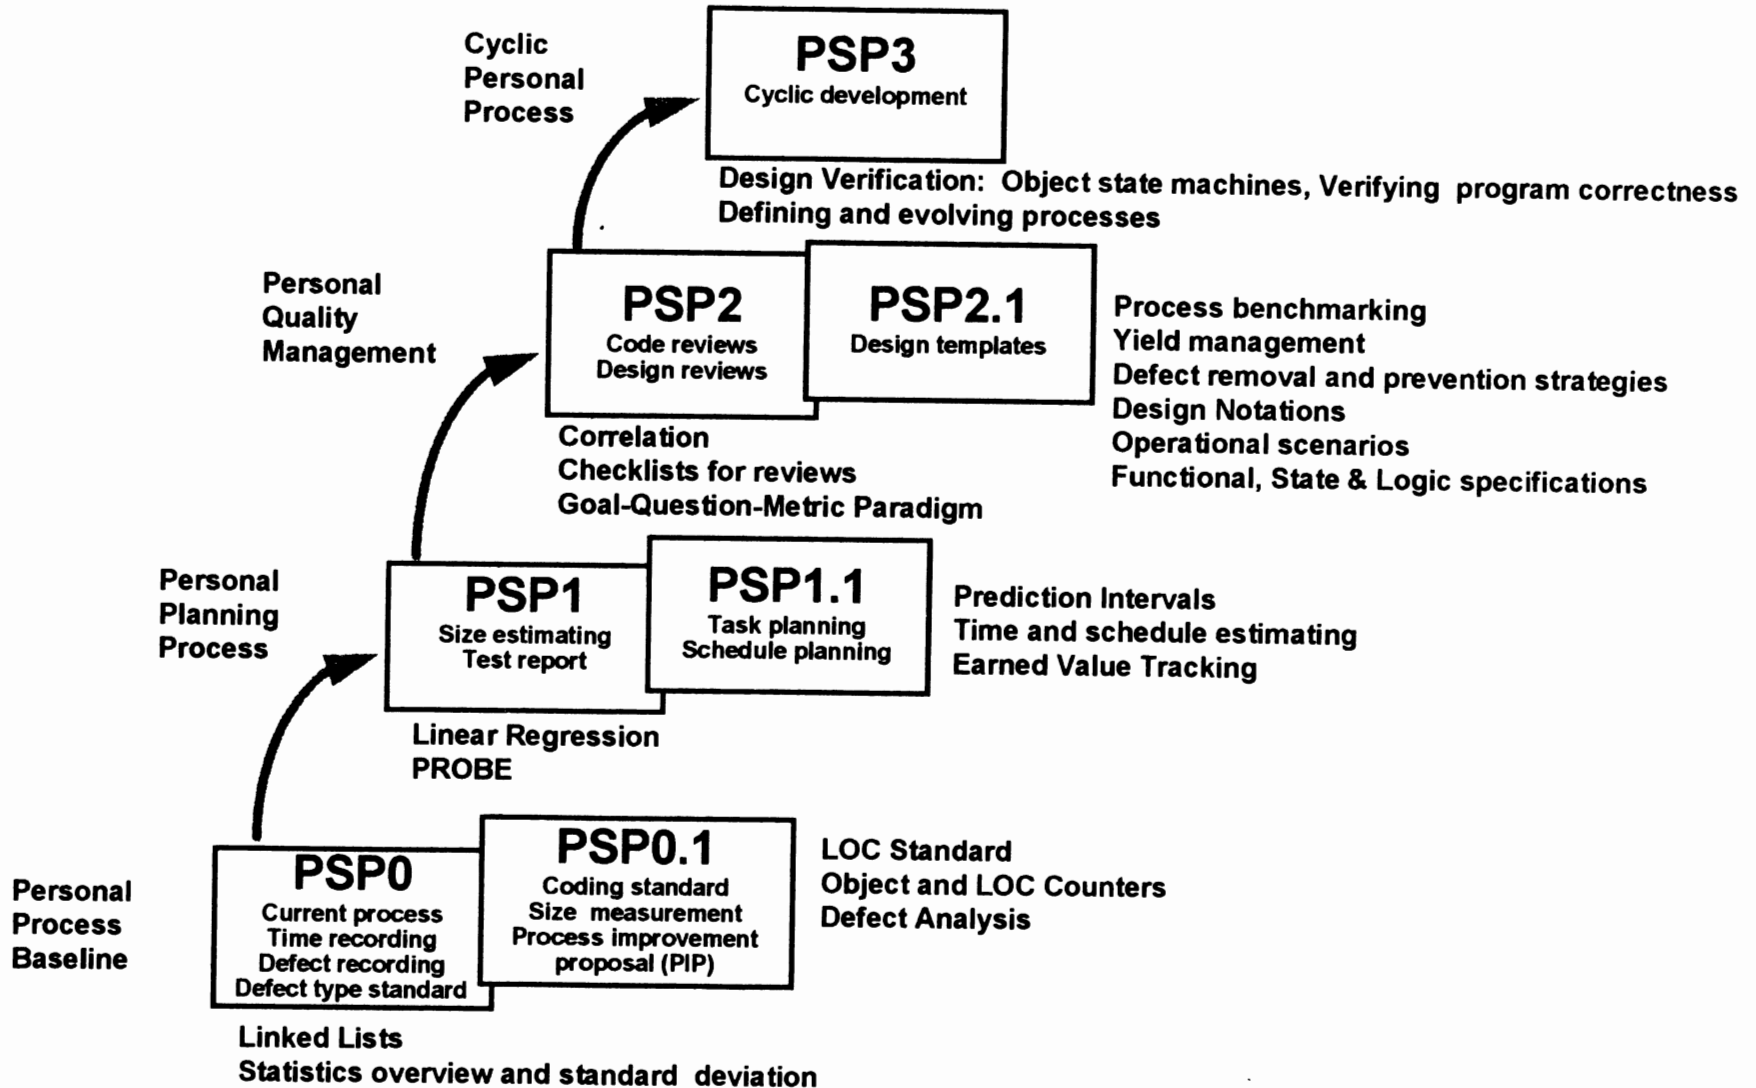 Cyclic
Personal
Process
PSP3
Cyclic development
Design Verification: Object state machines, Verifying program correctness
Defining and evolving processes
Personal
Quality
Management
PSP2
Code reviews
Design reviews
PSP2.1
Design templates
Process benchmarking
Yield management
Defect removal and prevention strategies
Design Notations
Operational scenarios
Functional, State & Logic specifications
Correlation
Checklists for reviews
Goal-Question-Metric Paradigm
Personal
Planning
Process
PSP1
Size estimating
Test report
PSP1.1
Task planning
Schedule planning
Prediction Intervals
Time and schedule estimating
Earned Value Tracking
Linear Regression
PROBE
Personal
Process
Baseline
PSP0
Current process
Time recording
Defect recording
Defect type standard
PSP0.1
Coding standard
Size measurement
Process improvement
proposal (PIP)
LOC Standard
Object and LOC Counters
Defect Analysis
Linked Lists
Statistics overview and standard deviation